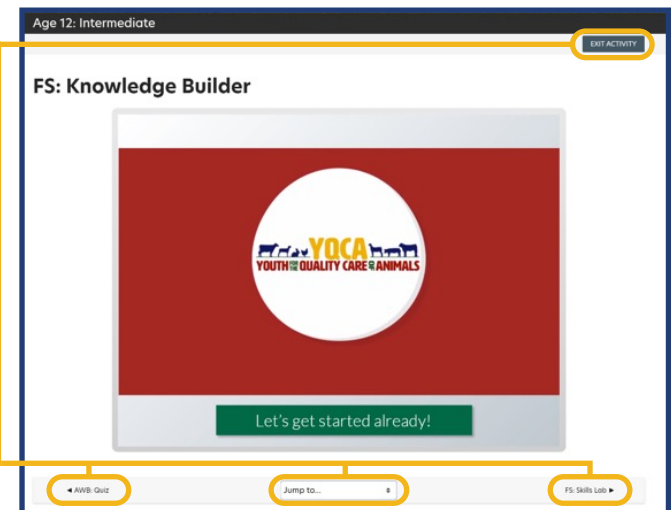 Age 12: Intermediate
EXIT ACTIVITY
FS: Knowledge Builder
YQCA
YOUTH FOR THE QUALITY CARE OF ANIMALS
Let's get started already!
◄ AWB: Quiz
Jump to...
FS: Skills Lab ►